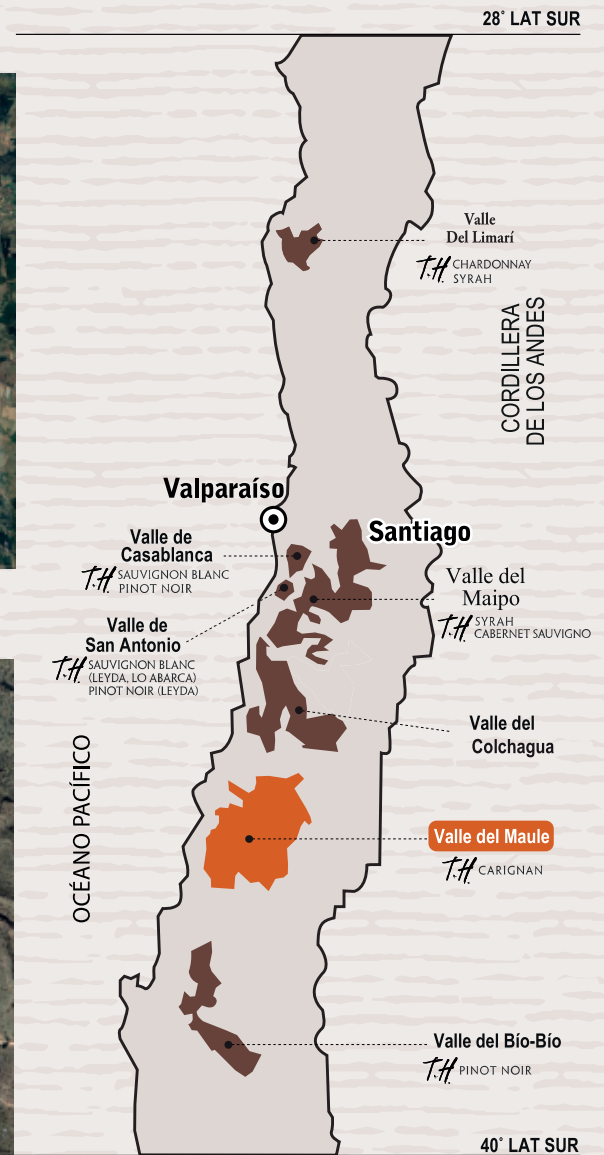 28° LAT SUR
Valle
Del Limarí
T.H. CHARDONNAY
SYRAH
CORDILLERA
DE LOS ANDES
Valparaíso
Santiago
Valle de
Casablanca
T.H. SAUVIGNON BLANC
PINOT NOIR
Valle del
Maipo
T.H. SYRAH
CABERNET SAUVIGNO
Valle de
San Antonio
T.H. SAUVIGNON BLANC
(LEYDA, LO ABARCA)
PINOT NOIR (LEYDA)
Valle del
Colchagua
OCÉANO PACÍFICO
Valle del Maule
T.H. CARIGNAN
Valle del Bío-Bío
T.H. PINOT NOIR
40° LAT SUR